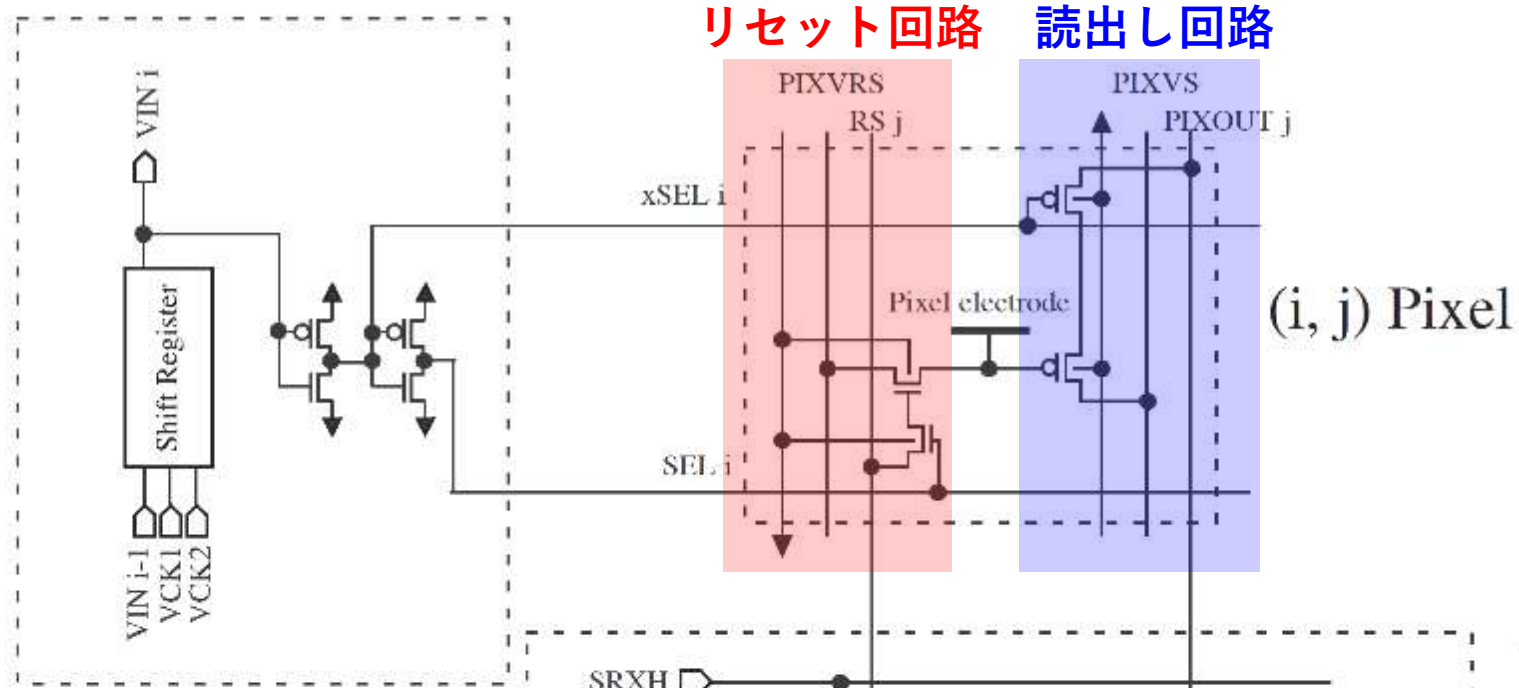 リセット回路
読出し回路
PIXVRS
PIXVS
VIN i
RS j
PIXOUT j
xSEL i
Pixel electrode
(i, j) Pixel
Shift Register
SEL i
VIN i-1
VCK1
VCK2
SRXH